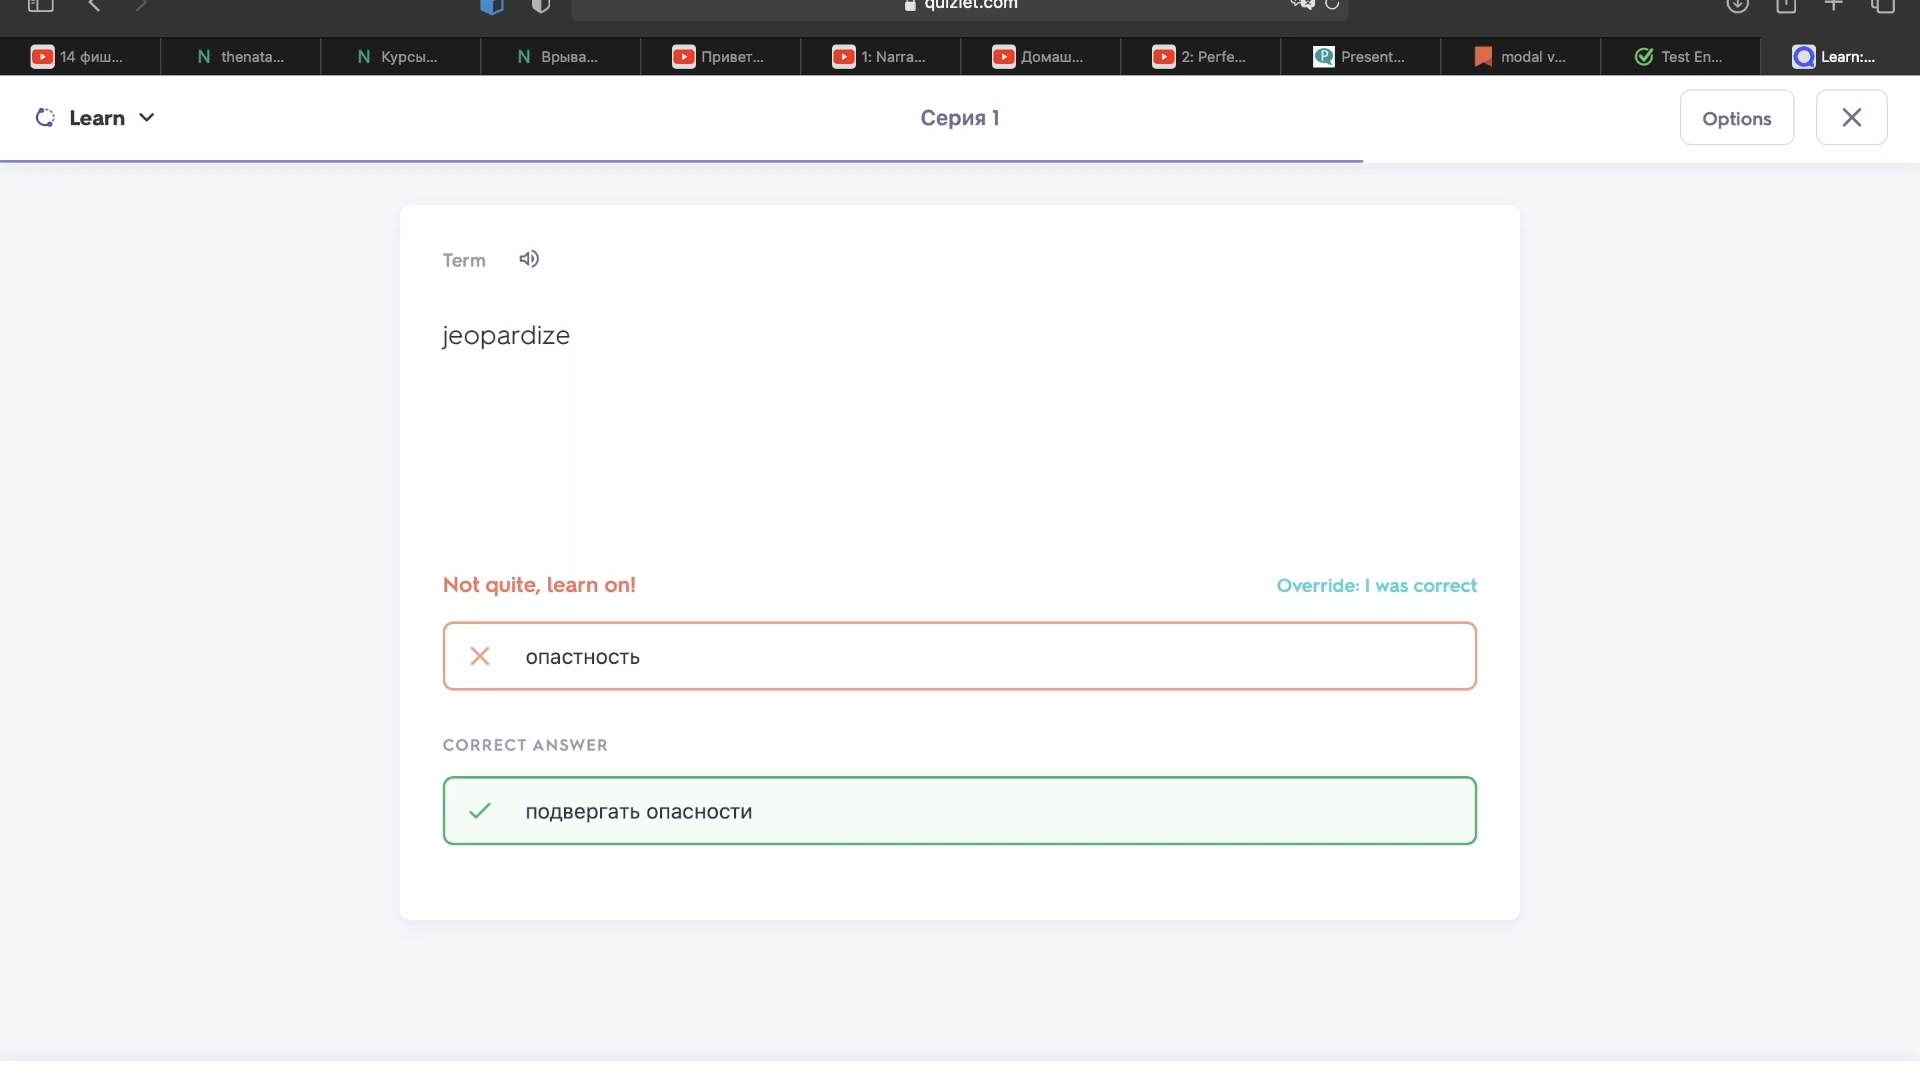 quizlet.com
14 фиш...
thenata...
Курсы...
Врыва...
Привет...
1: Narra...
Домаш...
2: Perfe...
Present...
modal v...
Test En...
Learn:...
Learn
Серия 1
Options
Term
jeopardize
Not quite, learn on!
Override: I was correct
опастность
CORRECT ANSWER
подвергать опасности